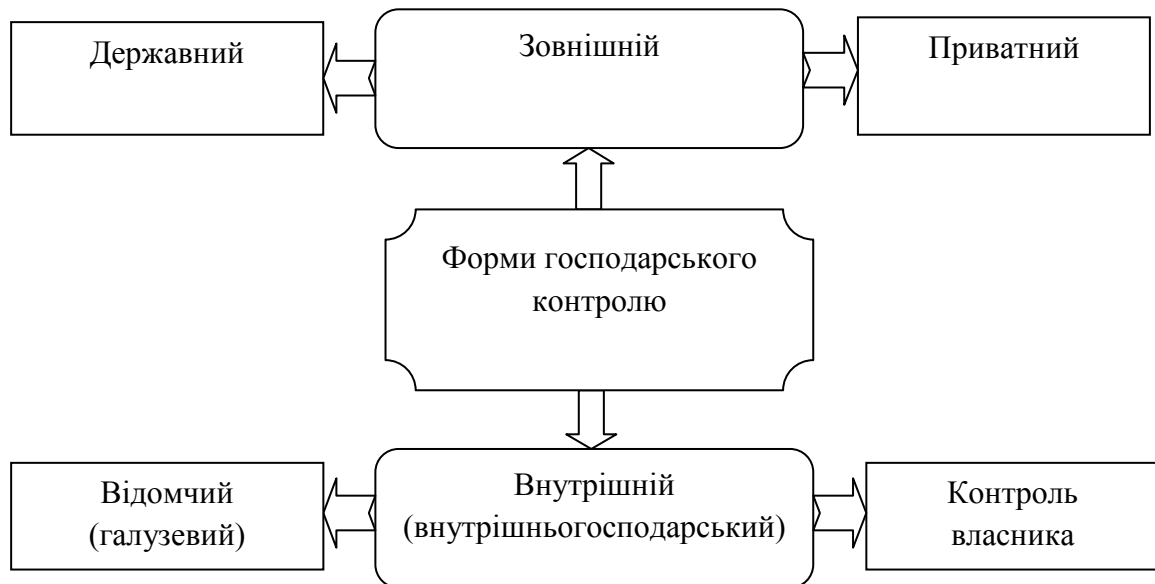 Державний
Зовнішній
Приватний
Форми господарського
контролю
Відомчий
(галузевий)
Внутрішній
(внутрішньогосподарський)
Контроль
власника